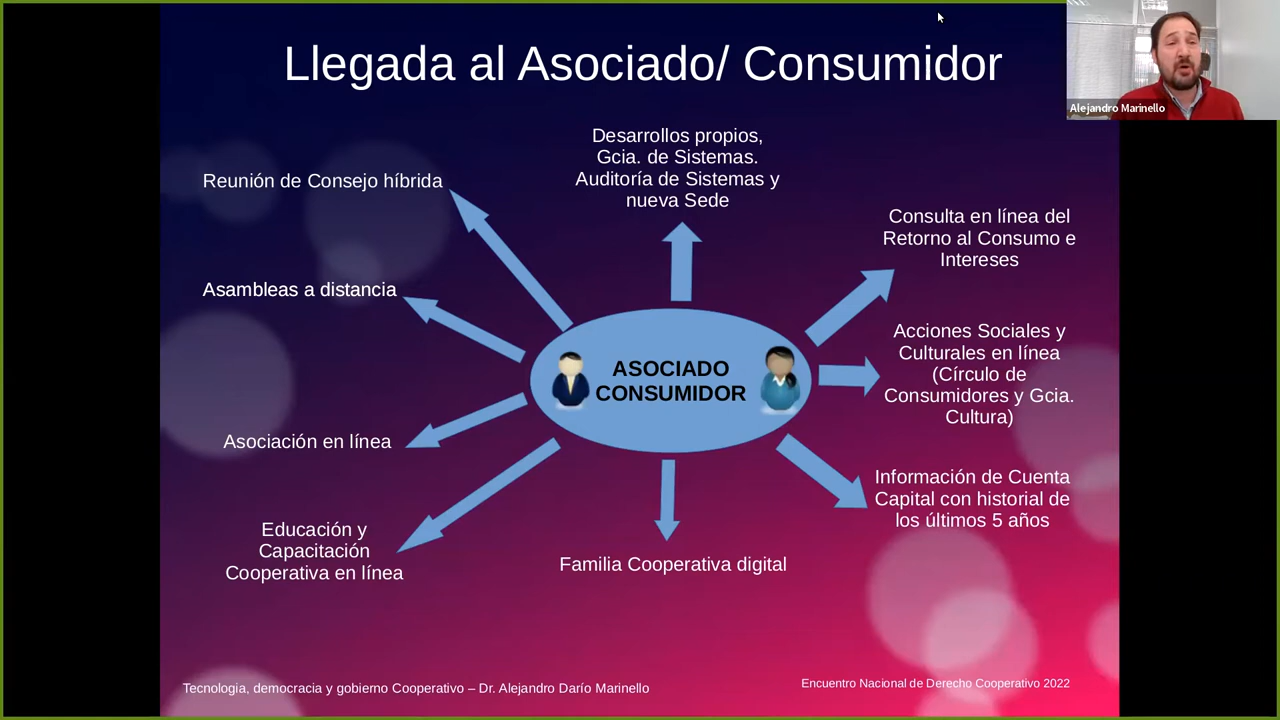 Llegada al Asociado/ Consumidor
Alejandro Marinello
Desarrollos propios,
Gcia. de Sistemas.
Auditoría de Sistemas y
nueva Sede
Reunión de Consejo híbrida
Consulta en línea del
Retorno al Consumo e
Intereses
Asambleas a distancia
Acciones Sociales y
Culturales en línea
(Círculo de
Consumidores y Gcia.
Cultura)
ASOCIADO
CONSUMIDOR
Asociación en línea
Información de Cuenta
Capital con historial de
los últimos 5 años
Educación y
Capacitación
Cooperativa en línea
Familia Cooperativa digital
Tecnologia, democracia y gobierno Cooperativo – Dr. Alejandro Darío Marinello
Encuentro Nacional de Derecho Cooperativo 2022